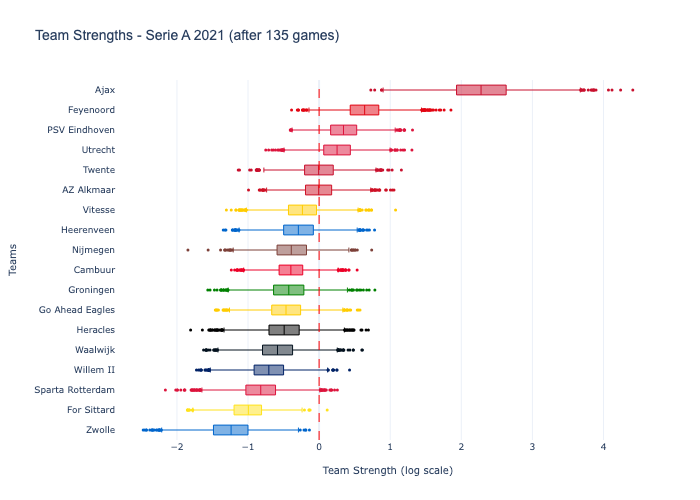 Team Strengths - Serie A 2021 (after 135 games)
Teams
Ajax
Feyenoord
PSV Eindhoven
Utrecht
Twente
AZ Alkmaar
Vitesse
Heerenveen
Nijmegen
Cambuur
Groningen
Go Ahead Eagles
Heracles
Waalwijk
Willem II
Sparta Rotterdam
For Sittard
Zwolle
−2 −1 0 1 2 3 4
Team Strength (log scale)